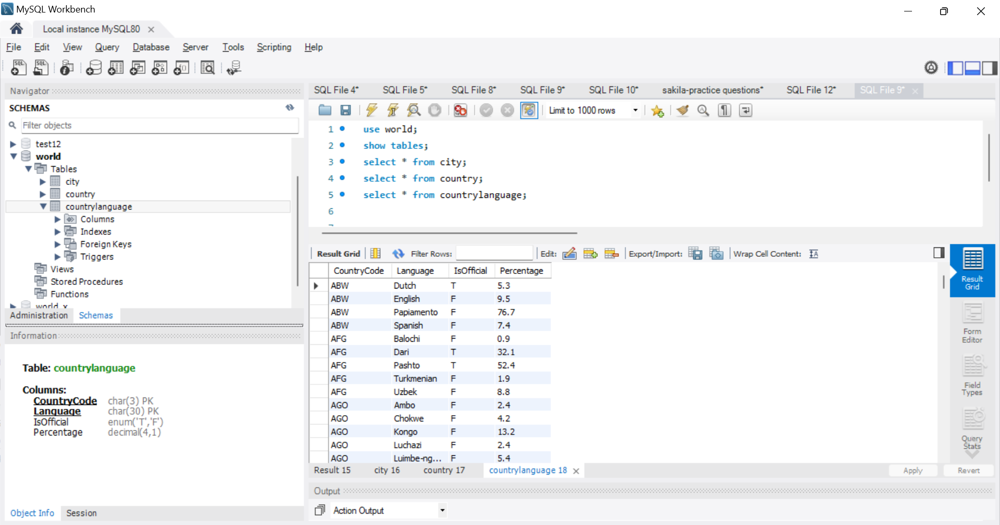 MySQL Workbench
Local instance MySQL80
File Edit View Query Database Server Tools Scripting Help
Navigator
SCHEMAS
Filter objects
test12
world
Tables
city
country
countrylanguage
Columns
Indexes
Foreign Keys
Triggers
Views
Stored Procedures
Functions
world_x
Administration Schemas
Information
Table: countrylanguage
Columns:
CountryCode char(3) PK
Language char(30) PK
IsOfficial enum('T','F')
Percentage decimal(4,1)
Object Info Session
SQL File 4* SQL File 5* SQL File 8* SQL File 9* SQL File 10* sakila-practice questions* SQL File 12* SQL File 9*
Limit to 1000 rows
1 use world;
2 show tables;
3 select * from city;
4 select * from country;
5 select * from countrylanguage;
6
Result Grid Filter Rows: Edit: Export/Import: Wrap Cell Content:
CountryCode Language IsOfficial Percentage
ABW Dutch T 5.3
ABW English F 9.5
ABW Papiamento F 76.7
ABW Spanish F 7.4
AFG Balochi F 0.9
AFG Dari T 32.1
AFG Pashto T 52.4
AFG Turkmenian F 1.9
AFG Uzbek F 8.8
AGO Ambo F 2.4
AGO Chokwe F 4.2
AGO Kongo F 13.2
AGO Luchazi F 2.4
AGO Luimbe-ng... F 5.4
Result
Grid
Form
Editor
Field
Types
Query
Stats
Result 15 city 16 country 17 countrylanguage 18
Apply Revert
Output
Action Output